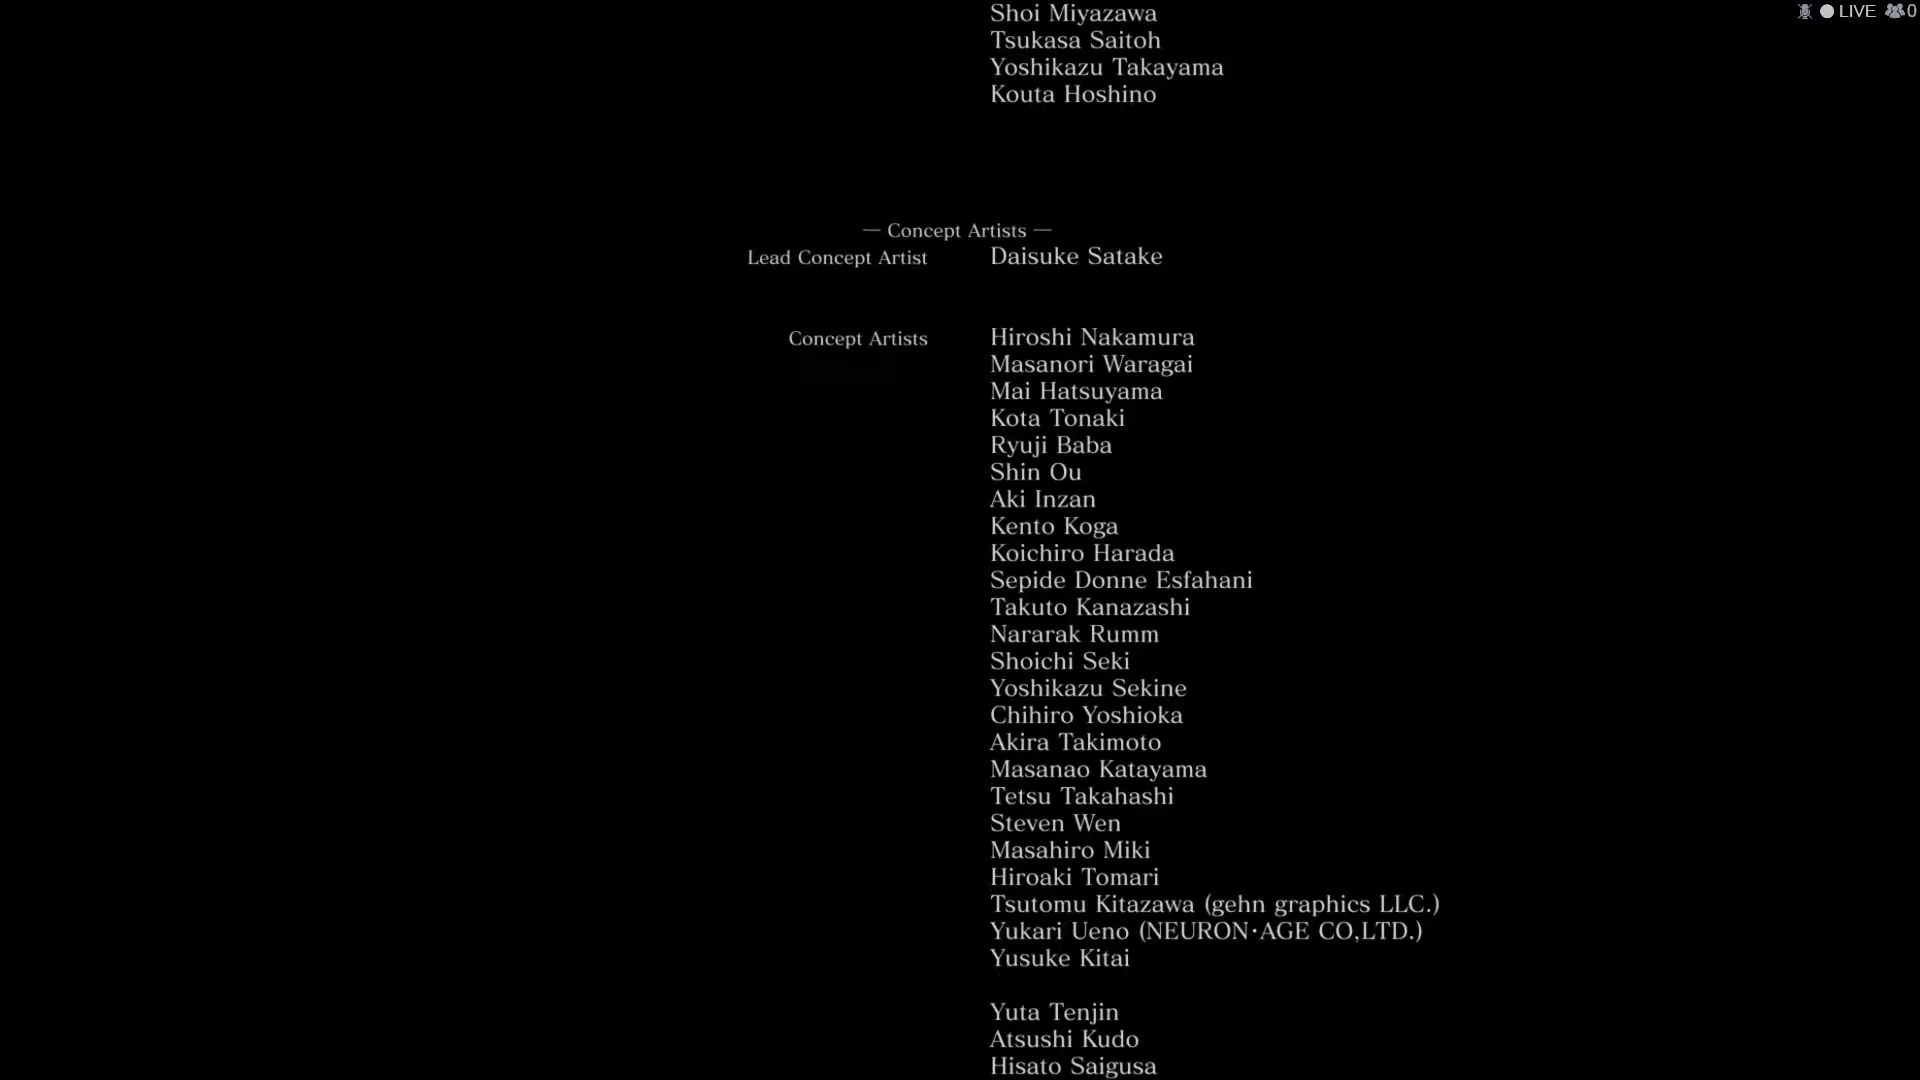 Shoi Miyazawa
LIVE 0
Tsukasa Saitoh
Yoshikazu Takayama
Kouta Hoshino
— Concept Artists —
Lead Concept Artist Daisuke Satake
Concept Artists Hiroshi Nakamura
Masanori Waragai
Mai Hatsuyama
Kota Tonaki
Ryuji Baba
Shin Ou
Aki Inzan
Kento Koga
Koichiro Harada
Sepide Donne Esfahani
Takuto Kanazashi
Nararak Rumm
Shoichi Seki
Yoshikazu Sekine
Chihiro Yoshioka
Akira Takimoto
Masanao Katayama
Tetsu Takahashi
Steven Wen
Masahiro Miki
Hiroaki Tomari
Tsutomu Kitazawa (gehn graphics LLC.)
Yukari Ueno (NEURON・AGE CO,LTD.)
Yusuke Kitai
Yuta Tenjin
Atsushi Kudo
Hisato Saigusa